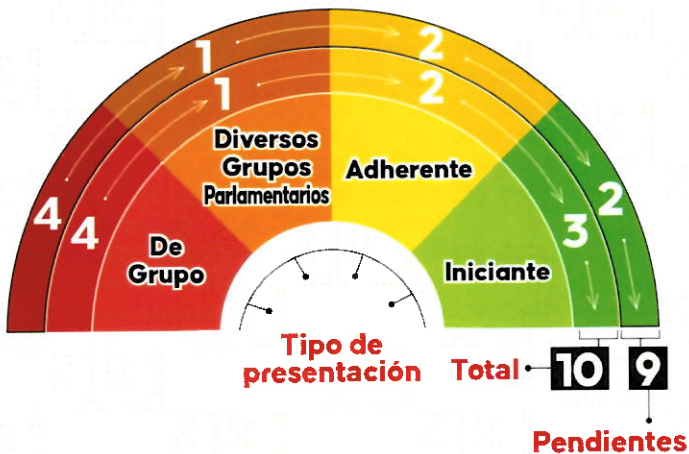 1
2
1
2
Diversos
Grupos
Parlamentarios
Adherente
4
4
De
Grupo
Iniciante
3
2
Tipo de
presentación
Total
10
9
Pendientes